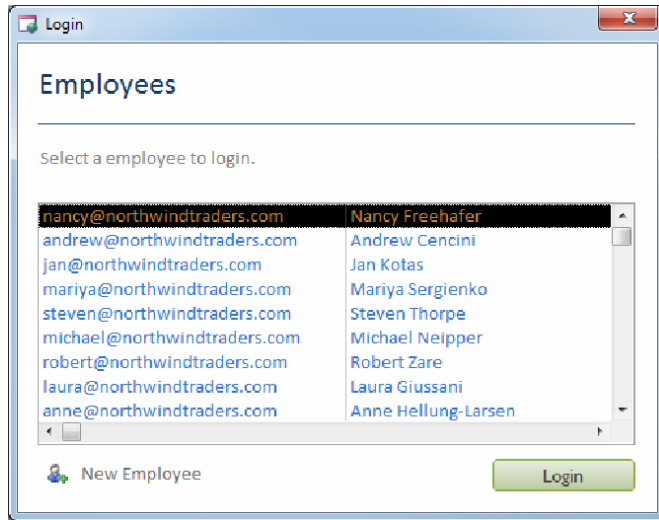 Login
Employees
Select a employee to login.
nancy@northwindtraders.com Nancy Freehafer
andrew@northwindtraders.com Andrew Cencini
jan@northwindtraders.com Jan Kotas
mariya@northwindtraders.com Mariya Sergienko
steven@northwindtraders.com Steven Thorpe
michael@northwindtraders.com Michael Neipper
robert@northwindtraders.com Robert Zare
laura@northwindtraders.com Laura Giussani
anne@northwindtraders.com Anne Hellung-Larsen
New Employee Login